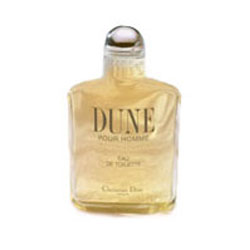 DUNE
POUR HOMME
EAU
DE TOILETTE
Christian Dior